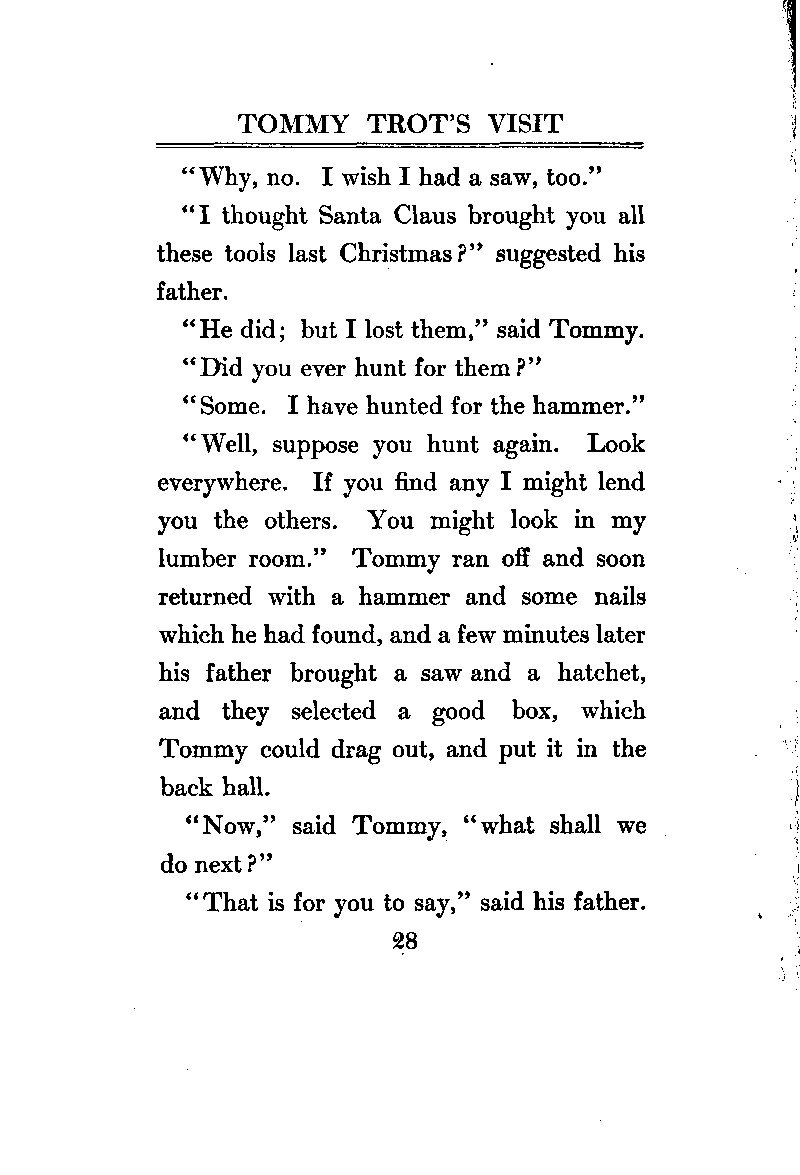 TOMMY TROT'S VISIT
"Why, no. I wish I had a saw, too."
"I thought Santa Claus brought you all
these tools last Christmas?" suggested his
father.
"He did; but I lost them," said Tommy.
"Did you ever hunt for them?"
"Some. I have hunted for the hammer."
"Well, suppose you hunt again. Look
everywhere. If you find any I might lend
you the others. You might look in my
lumber room." Tommy ran off and soon
returned with a hammer and some nails
which he had found, and a few minutes later
his father brought a saw and a hatchet,
and they selected a good box, which
Tommy could drag out, and put it in the
back hall.
"Now," said Tommy, "what shall we
do next?"
"That is for you to say," said his father.
28